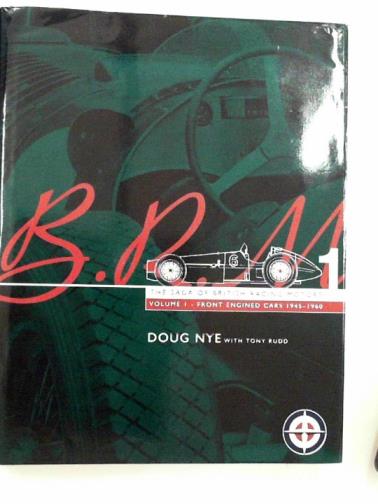 B.R.M
1
5
THE SAGA OF BRITISH RACING MOTORS
VOLUME 1 - FRONT ENGINED CARS 1945-1960
DOUG NYE WITH TONY RUDD